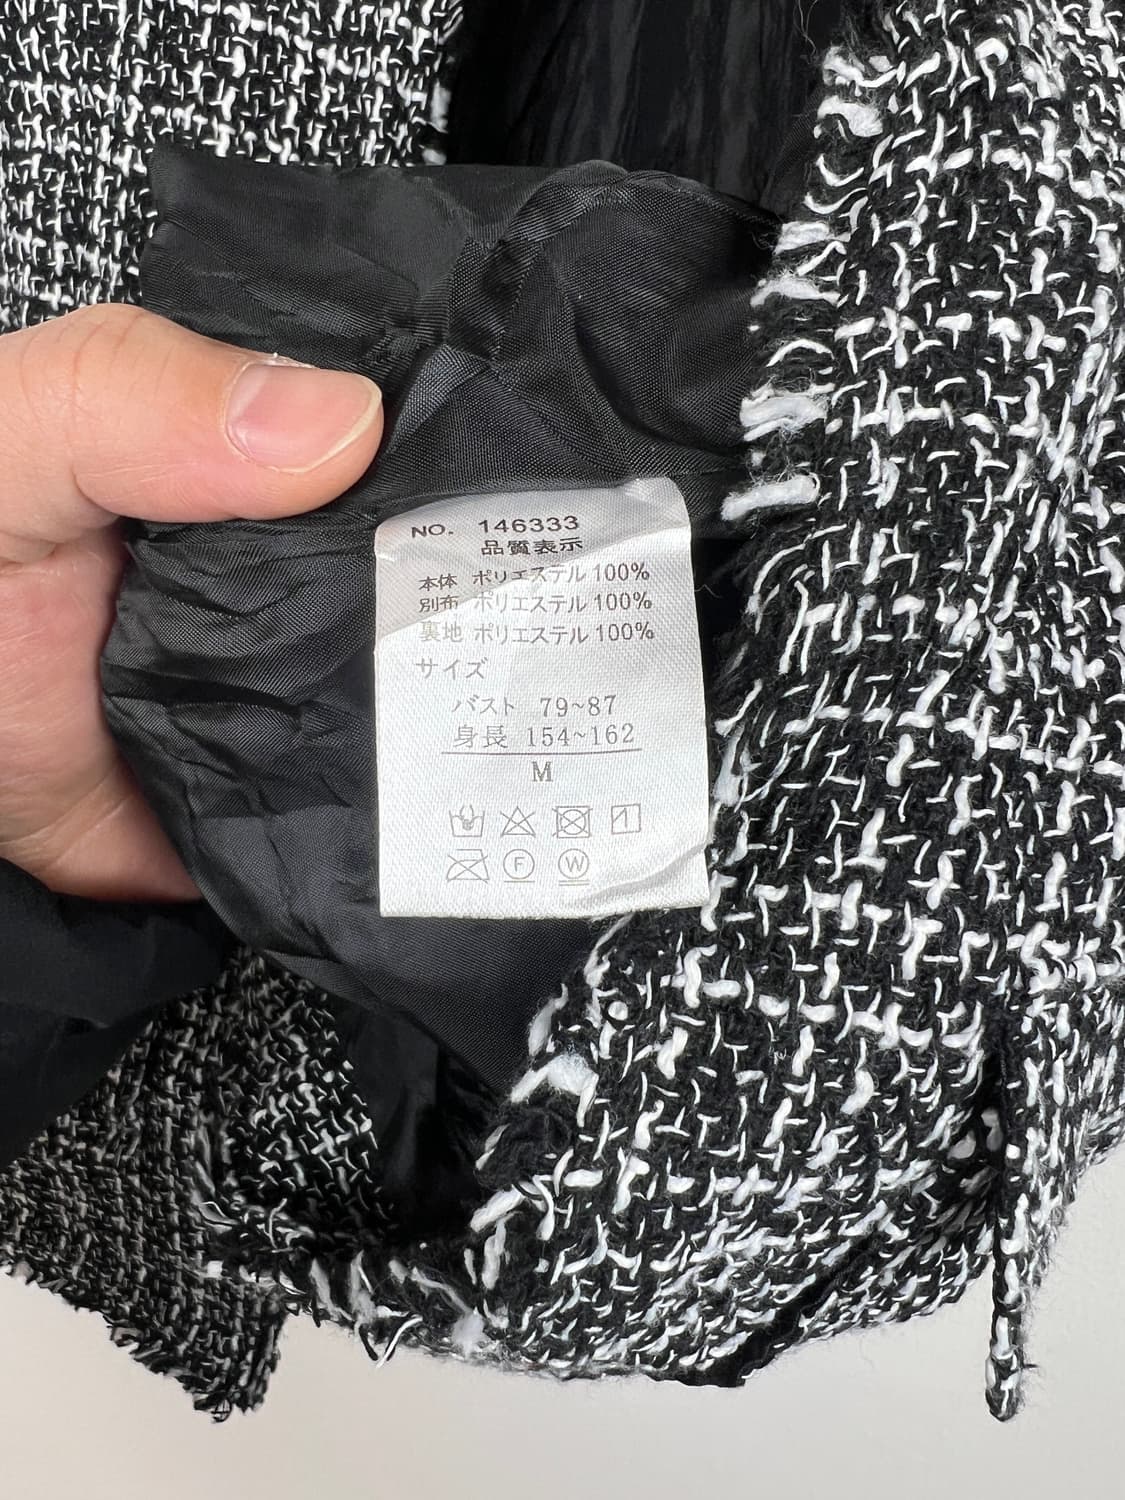 NO. 146333
品質表示
本体 ポリエステル 100%
別布 ポリエステル 100%
裏地 ポリエステル 100%
サイズ
バスト 79~87
身長 154~162
M
F W